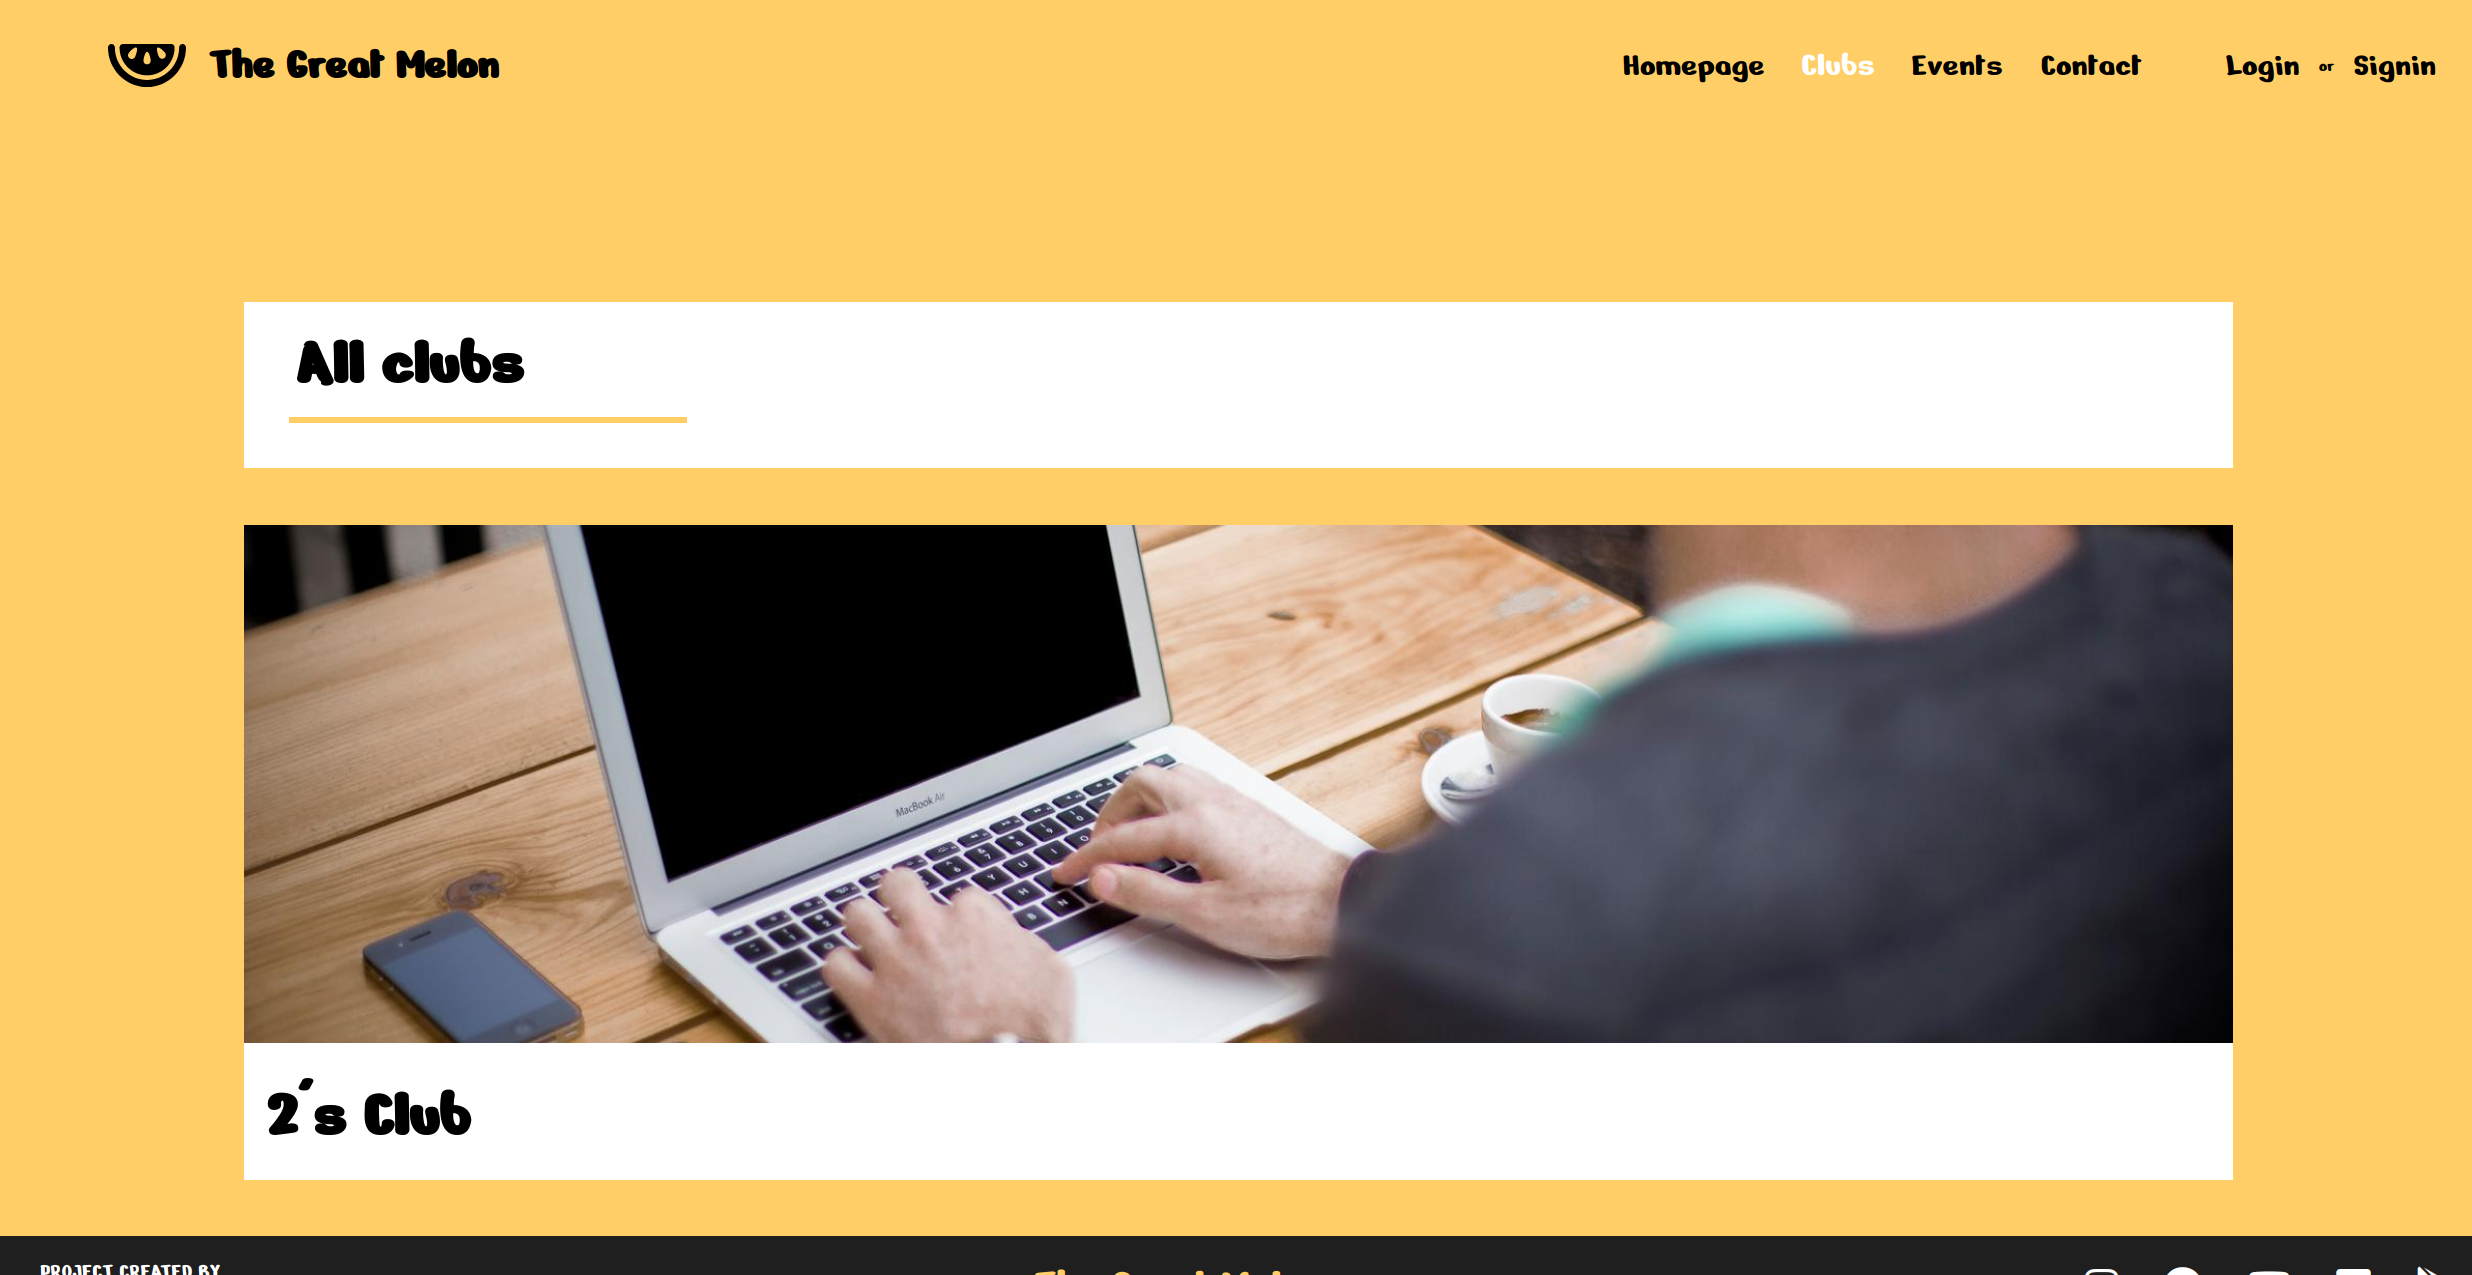 The Great Melon
Homepage Clubs Events Contact Login or Signin
All clubs
MacBook Air
2´s Club
PROJECT CREATED BY